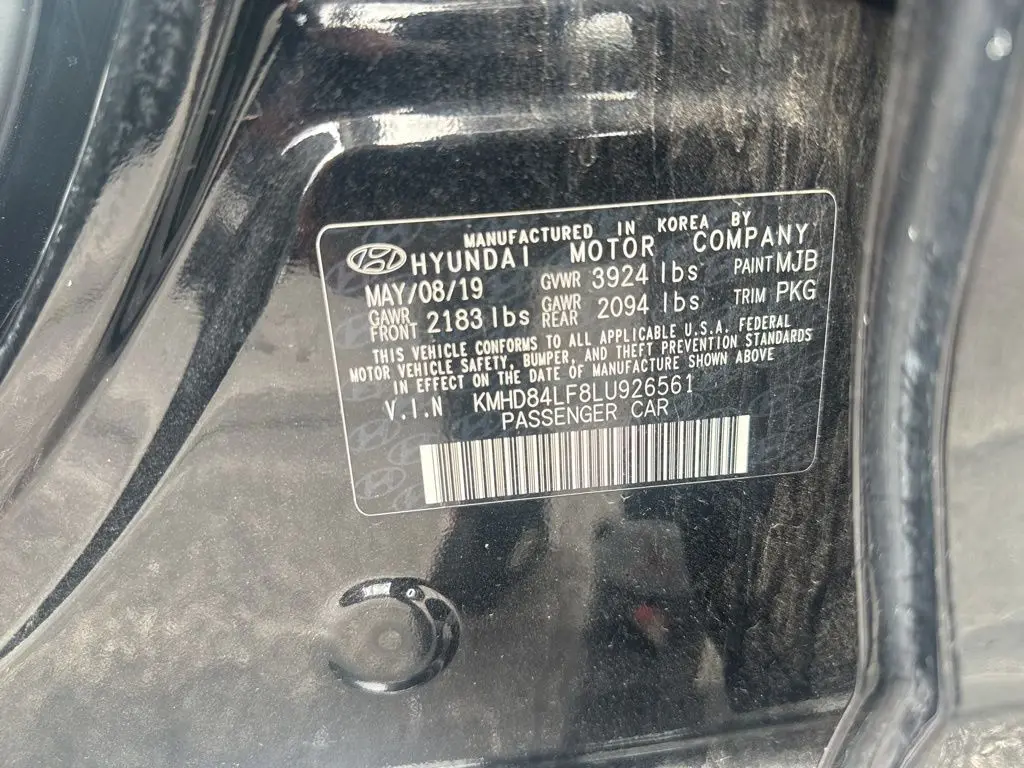 MANUFACTURED IN KOREA BY
HYUNDAI MOTOR COMPANY
MAY/08/19 GVWR 3924 lbs PAINT MJB
GAWR FRONT 2183 lbs GAWR REAR 2094 lbs TRIM PKG
THIS VEHICLE CONFORMS TO ALL APPLICABLE U.S.A. FEDERAL
MOTOR VEHICLE SAFETY, BUMPER, AND THEFT PREVENTION STANDARDS
IN EFFECT ON THE DATE OF MANUFACTURE SHOWN ABOVE
V.I.N KMHD84LF8LU926561
PASSENGER CAR